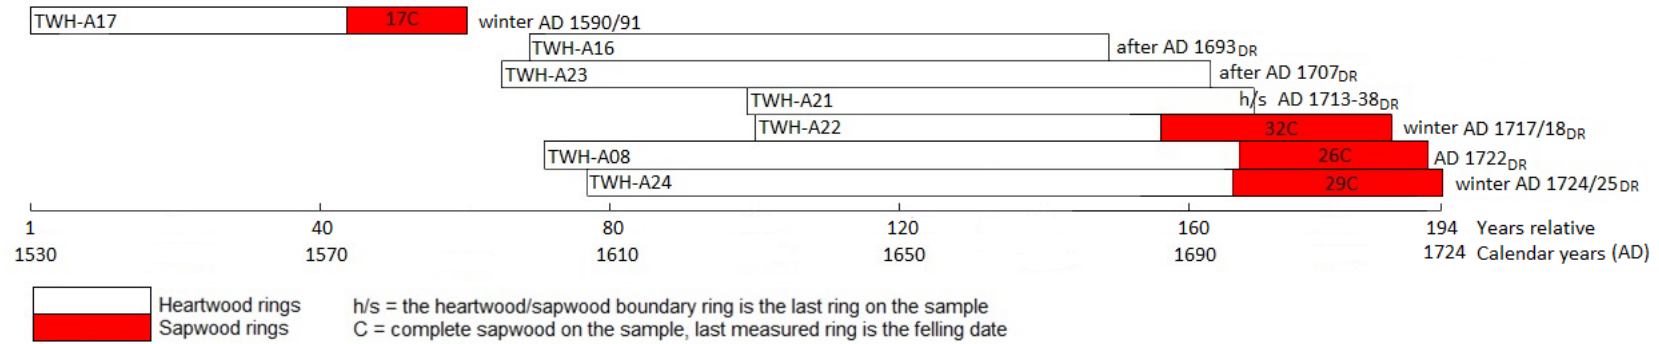 TWH-A17 17C winter AD 1590/91
TWH-A16 after AD 1693DR
TWH-A23 after AD 1707DR
TWH-A21 h/s AD 1713-38DR
TWH-A22 32C winter AD 1717/18DR
TWH-A08 26C AD 1722DR
TWH-A24 29C winter AD 1724/25DR
1 40 80 120 160 194 Years relative
1530 1570 1610 1650 1690 1724 Calendar years (AD)
Heartwood rings h/s = the heartwood/sapwood boundary ring is the last ring on the sample
Sapwood rings C = complete sapwood on the sample, last measured ring is the felling date